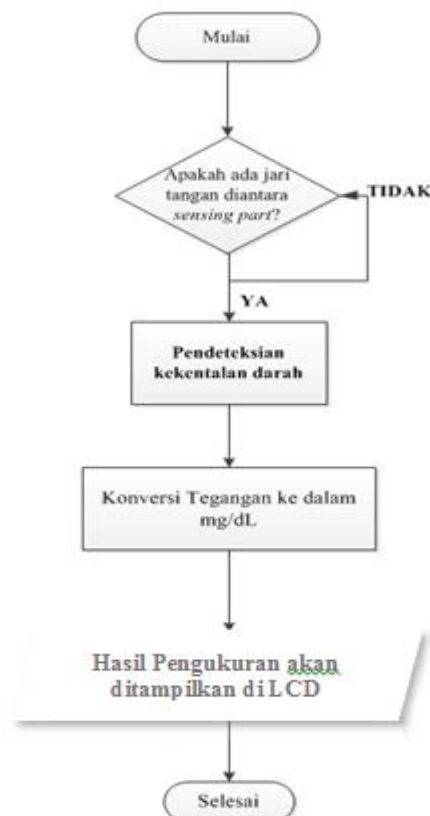 Mulai
Apakah ada jari
tangan diantara
sensing part?
TIDAK
YA
Pendeteksian
kekentalan darah
Konversi Tegangan ke dalam
mg/dL
Hasil Pengukuran akan
ditampilkan di LCD
Selesai